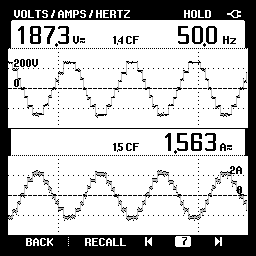 VOLTS/AMPS/HERTZ HOLD
187,3 V≂ 1,4 CF 50,0 Hz
200V
0
1,5 CF 1,563 A≂
2A
0
BACK RECALL 7